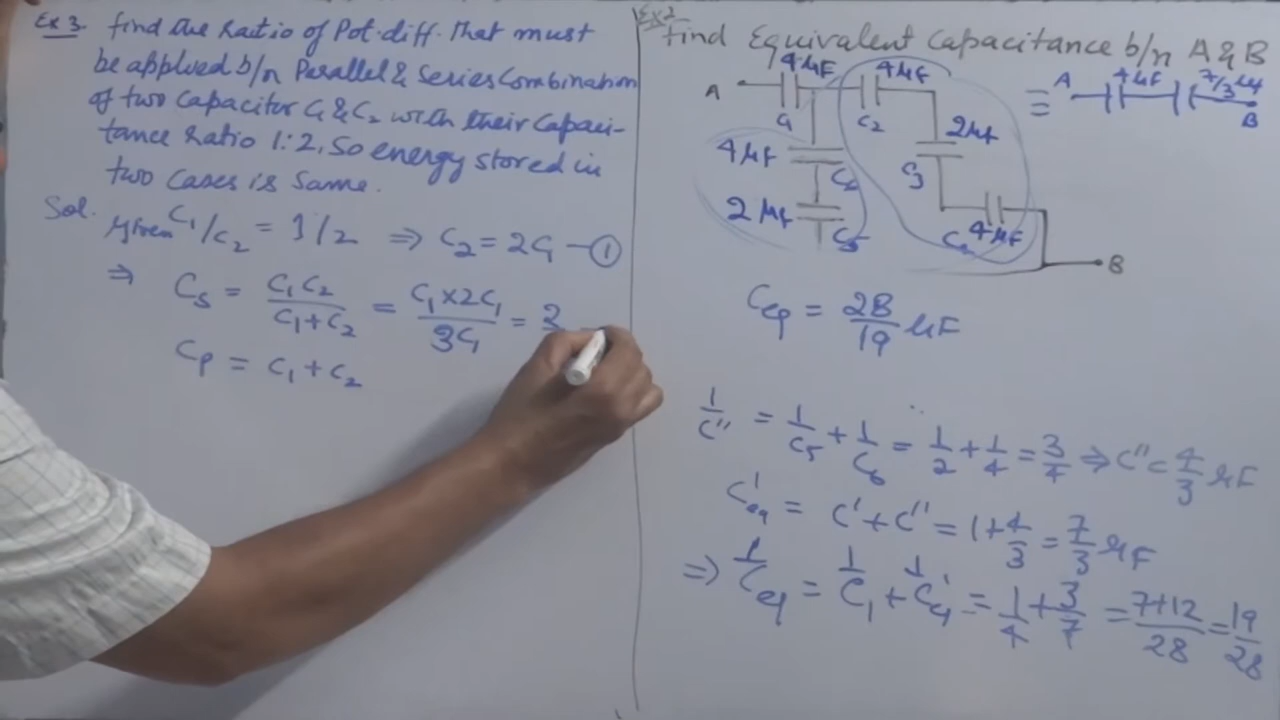 Ex 3. find the Ratio of Pot. diff. That must
be applied b/n Parallel & Series Combination
of two Capacitor C₁ & C₂ with their Capaci-
tance Ratio 1:2, So energy stored in
two Cases is Same.
Sol. given C₁/C₂ = 1/2 ⇒ C₂ = 2C₁ — ①
⇒ Cs = C₁C₂/(C₁+C₂) = C₁×2C₁/3C₁ = 2
Cp = C₁+C₂
Ex 2
find Equivalent Capacitance b/n A & B
A 4μF 4μF ≡ A 4μF 7/3μf B
C₁ C₂ 2μf
4μF C₃
C₆
2μf C₄ 4μF
C₅ B
Ceq = 28/19 μF
1/C'' = 1/C₅ + 1/C₆ = 1/2 + 1/4 = 3/4 ⇒ C'' = 4/3 μF
C'eq = C' + C'' = 1 + 4/3 = 7/3 μF
⇒ 1/Ceq = 1/C₁ + 1/C'eq = 1/4 + 3/7 = 7+12/28 = 19/28